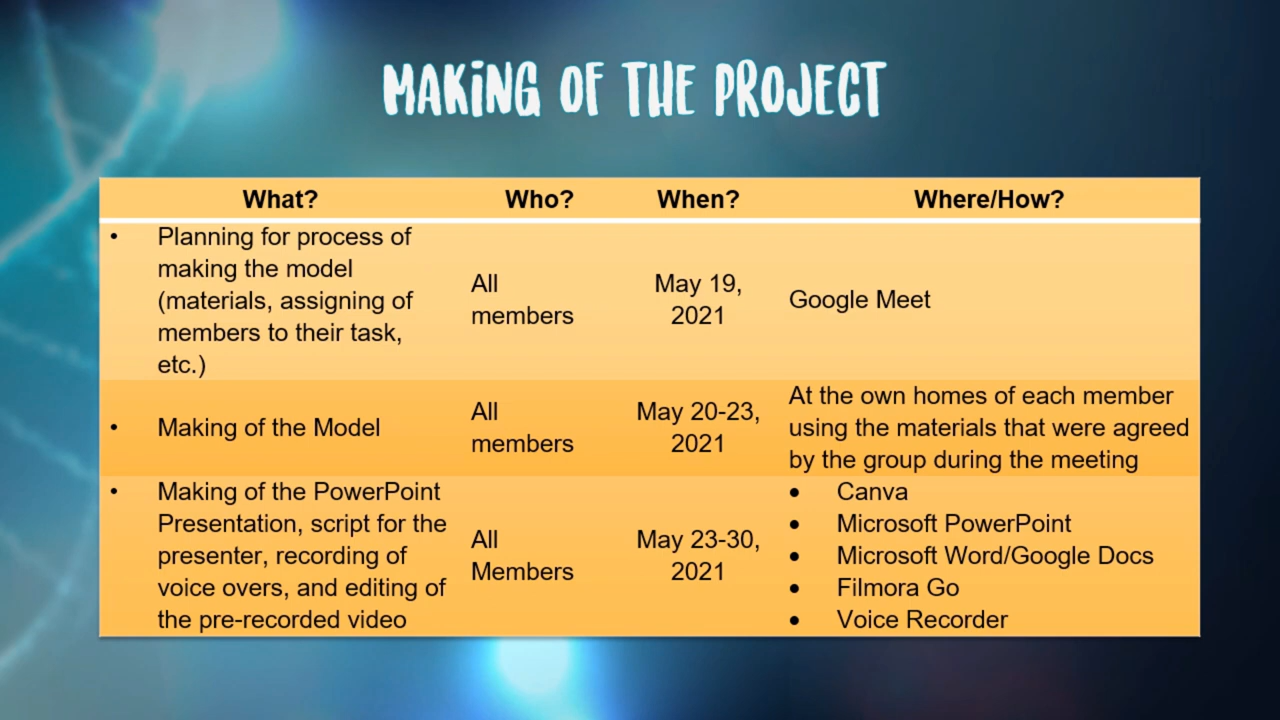 MAKING OF THE PROJECT
What? Who? When? Where/How?
• Planning for process of
making the model
(materials, assigning of
members to their task,
etc.)
All
members
May 19,
2021
Google Meet
• Making of the Model
All
members
May 20-23,
2021
At the own homes of each member
using the materials that were agreed
by the group during the meeting
• Making of the PowerPoint
Presentation, script for the
presenter, recording of
voice overs, and editing of
the pre-recorded video
All
Members
May 23-30,
2021
• Canva
• Microsoft PowerPoint
• Microsoft Word/Google Docs
• Filmora Go
• Voice Recorder